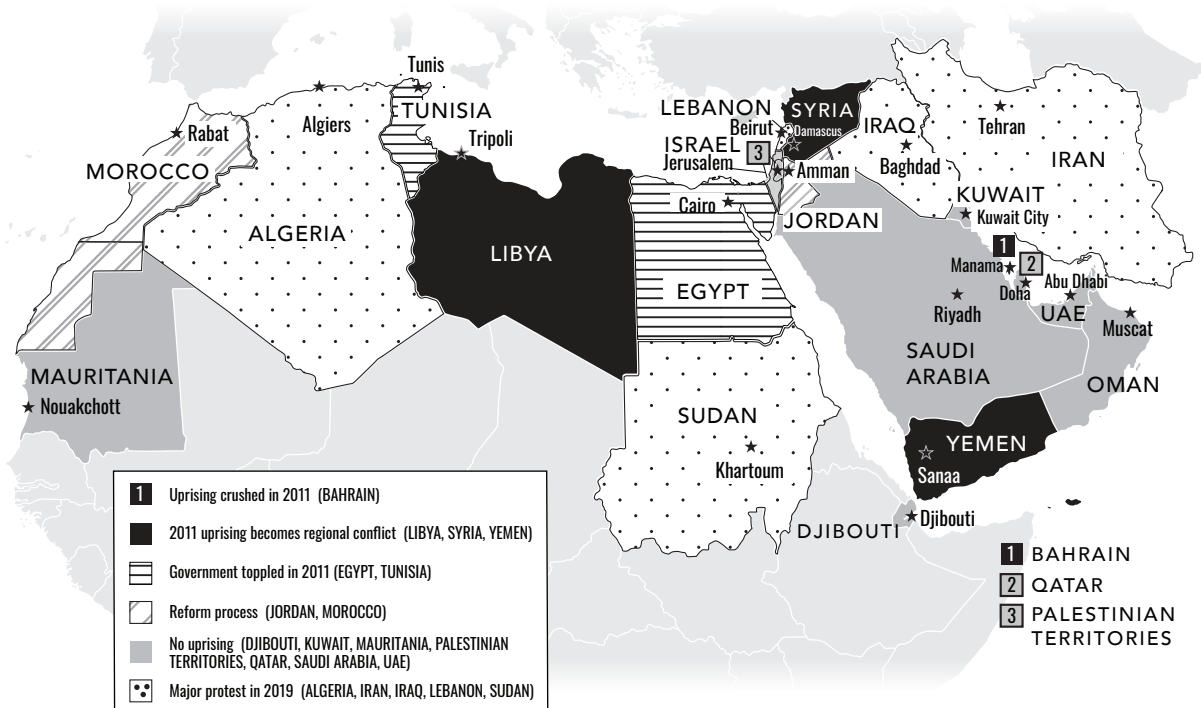 Tunis
TUNISIA
Algiers
Tripoli
Rabat
MOROCCO
ALGERIA
LIBYA
LEBANON
Beirut
SYRIA
Damascus
ISRAEL
3
Jerusalem
Amman
IRAQ
Baghdad
Tehran
IRAN
Cairo
JORDAN
KUWAIT
Kuwait City
EGYPT
1
Manama
2
Doha
Abu Dhabi
UAE
Riyadh
Muscat
SAUDI
ARABIA
OMAN
MAURITANIA
Nouakchott
SUDAN
Khartoum
YEMEN
Sanaa
DJIBOUTI
Djibouti
1 Uprising crushed in 2011 (BAHRAIN)
2011 uprising becomes regional conflict (LIBYA, SYRIA, YEMEN)
Government toppled in 2011 (EGYPT, TUNISIA)
Reform process (JORDAN, MOROCCO)
No uprising (DJIBOUTI, KUWAIT, MAURITANIA, PALESTINIAN
TERRITORIES, QATAR, SAUDI ARABIA, UAE)
Major protest in 2019 (ALGERIA, IRAN, IRAQ, LEBANON, SUDAN)
1 BAHRAIN
2 QATAR
3 PALESTINIAN
TERRITORIES